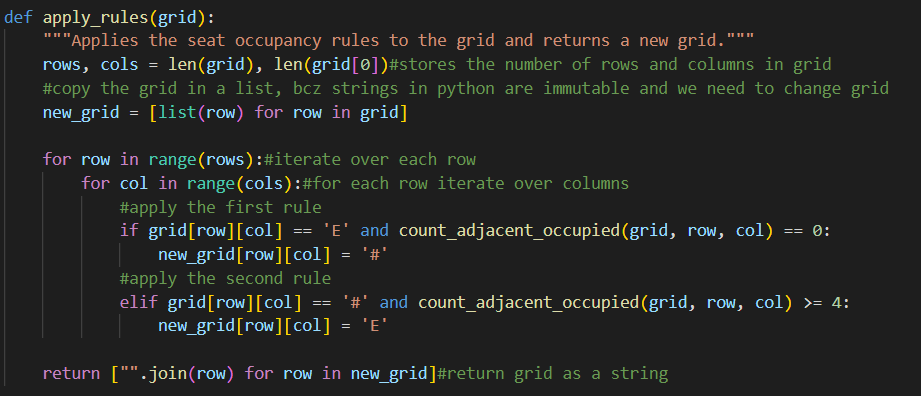 def apply_rules(grid):
    """Applies the seat occupancy rules to the grid and returns a new grid."""
    rows, cols = len(grid), len(grid[0])#stores the number of rows and columns in grid
    #copy the grid in a list, bcz strings in python are immutable and we need to change grid
    new_grid = [list(row) for row in grid]

    for row in range(rows):#iterate over each row
        for col in range(cols):#for each row iterate over columns
            #apply the first rule
            if grid[row][col] == 'E' and count_adjacent_occupied(grid, row, col) == 0:
                new_grid[row][col] = '#'
            #apply the second rule
            elif grid[row][col] == '#' and count_adjacent_occupied(grid, row, col) >= 4:
                new_grid[row][col] = 'E'

    return ["".join(row) for row in new_grid]#return grid as a string